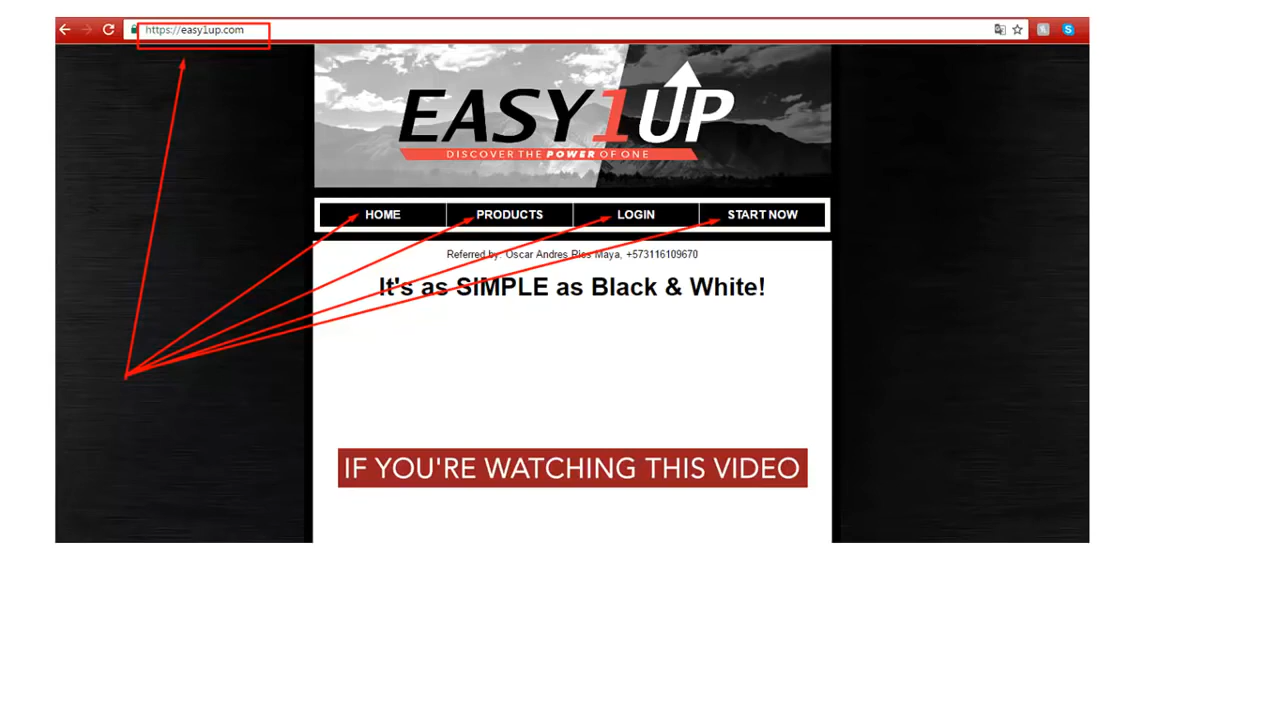 https://easy1up.com
EASY1UP
DISCOVER THE POWER OF ONE
HOME PRODUCTS LOGIN START NOW
Referred by: Oscar Andres Rios Maya, +573116109670
It's as SIMPLE as Black & White!
IF YOU'RE WATCHING THIS VIDEO